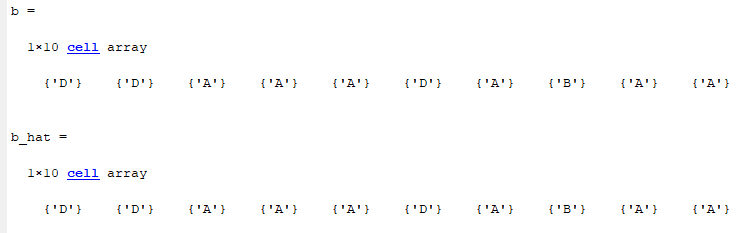 b =
1×10 cell array
{'D'} {'D'} {'A'} {'A'} {'A'} {'D'} {'A'} {'B'} {'A'} {'A'}
b_hat =
1×10 cell array
{'D'} {'D'} {'A'} {'A'} {'A'} {'D'} {'A'} {'B'} {'A'} {'A'}